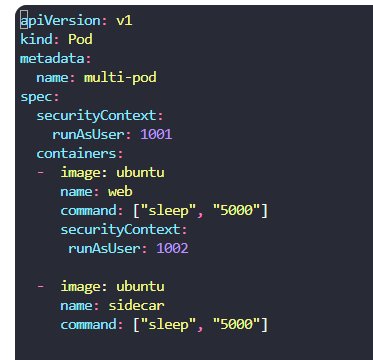 apiVersion: v1
kind: Pod
metadata:
  name: multi-pod
spec:
  securityContext:
    runAsUser: 1001
  containers:
  -  image: ubuntu
     name: web
     command: ["sleep", "5000"]
     securityContext:
      runAsUser: 1002

  -  image: ubuntu
     name: sidecar
     command: ["sleep", "5000"]